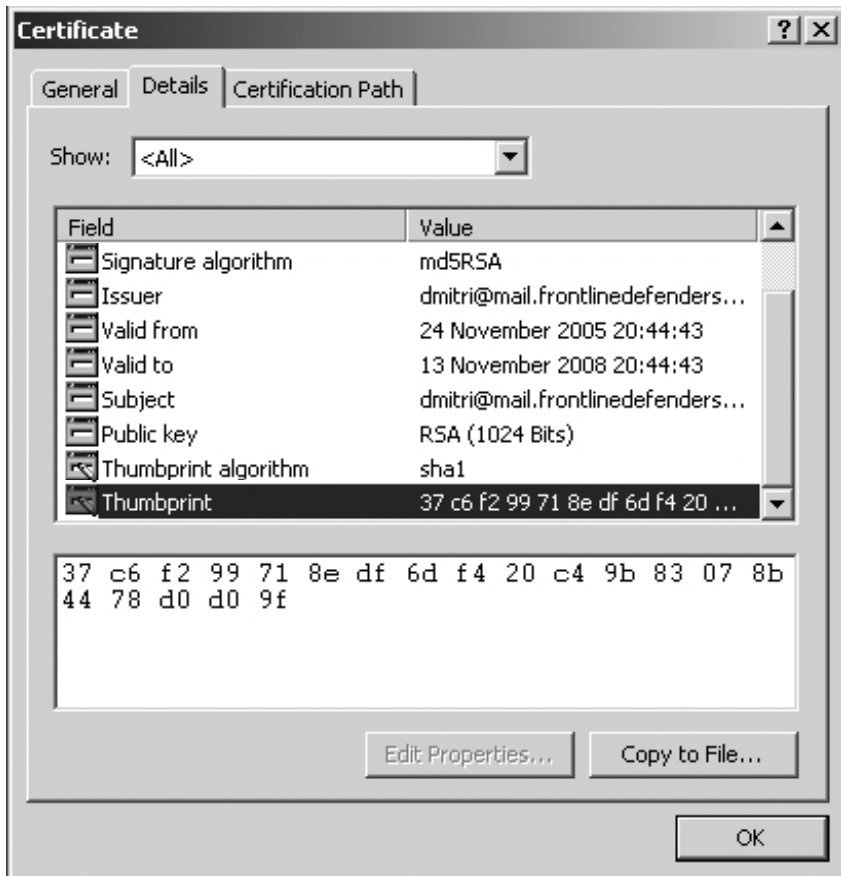 Certificate
General Details Certification Path
Show: <All>
Field Value
Signature algorithm md5RSA
Issuer dmitri@mail.frontlinedefenders...
Valid from 24 November 2005 20:44:43
Valid to 13 November 2008 20:44:43
Subject dmitri@mail.frontlinedefenders...
Public key RSA (1024 Bits)
Thumbprint algorithm sha1
Thumbprint 37 c6 f2 99 71 8e df 6d f4 20 ...
37 c6 f2 99 71 8e df 6d f4 20 c4 9b 83 07 8b
44 78 d0 d0 9f
Edit Properties... Copy to File...
OK